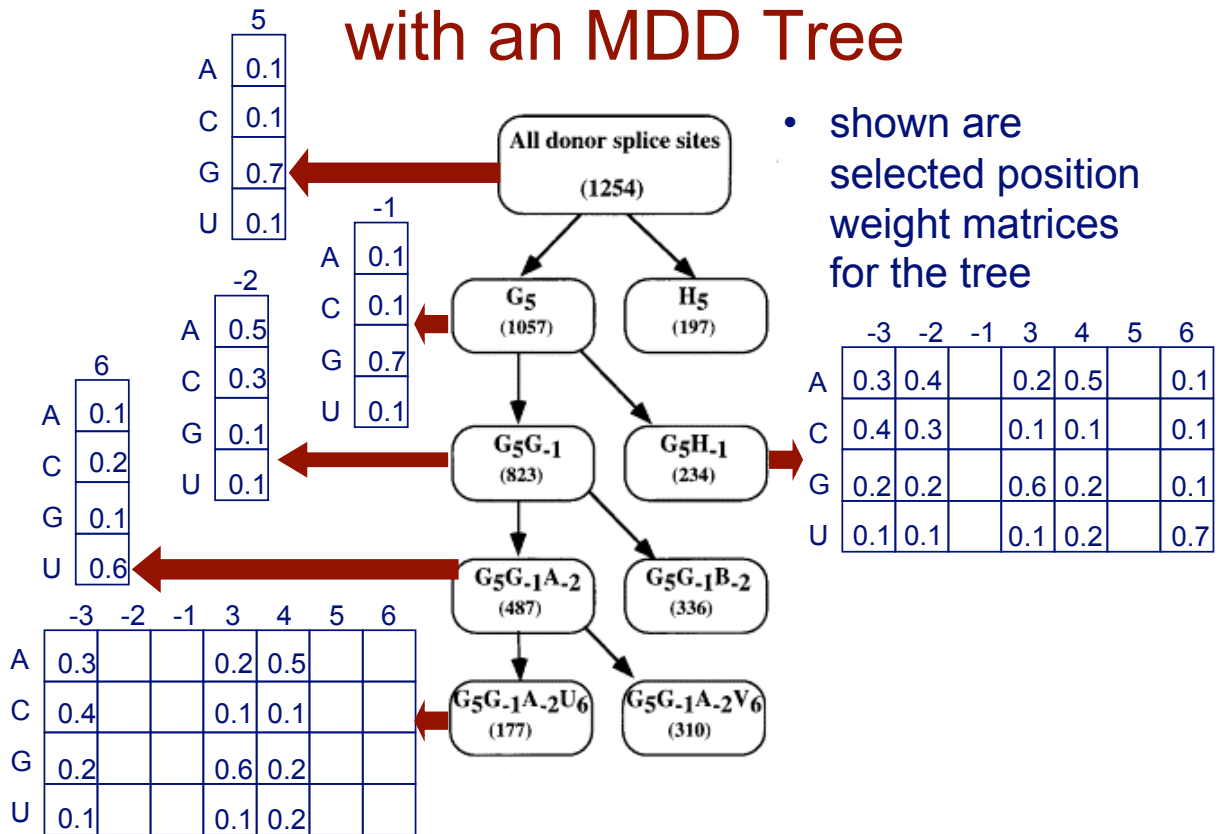 with an MDD Tree
• shown are
selected position
weight matrices
for the tree
5
A 0.1
C 0.1
G 0.7
U 0.1
-1
A 0.1
C 0.1
G 0.7
U 0.1
-2
A 0.5
C 0.3
G 0.1
U 0.1
6
A 0.1
C 0.2
G 0.1
U 0.6
All donor splice sites
(1254)
G5
(1057)
H5
(197)
G5G-1
(823)
G5H-1
(234)
G5G-1A-2
(487)
G5G-1B-2
(336)
G5G-1A-2U6
(177)
G5G-1A-2V6
(310)
-3 -2 -1 3 4 5 6
A 0.3 0.4 0.2 0.5 0.1
C 0.4 0.3 0.1 0.1 0.1
G 0.2 0.2 0.6 0.2 0.1
U 0.1 0.1 0.1 0.2 0.7
-3 -2 -1 3 4 5 6
A 0.3 0.2 0.5
C 0.4 0.1 0.1
G 0.2 0.6 0.2
U 0.1 0.1 0.2